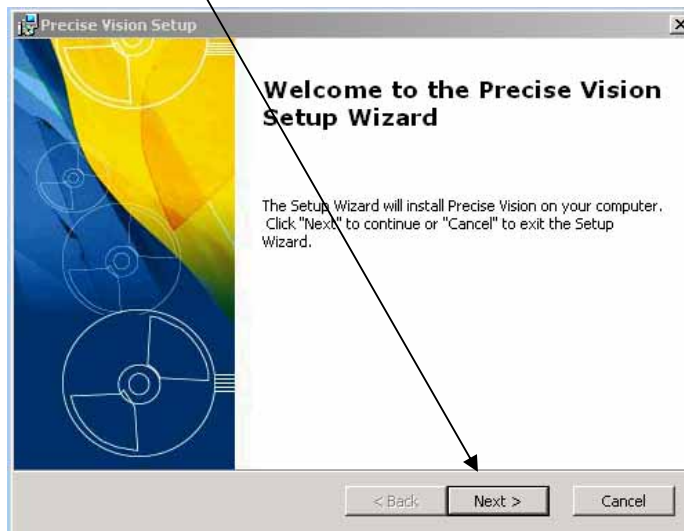 Precise Vision Setup
Welcome to the Precise Vision
Setup Wizard
The Setup Wizard will install Precise Vision on your computer.
Click "Next" to continue or "Cancel" to exit the Setup
Wizard.
< Back
Next >
Cancel